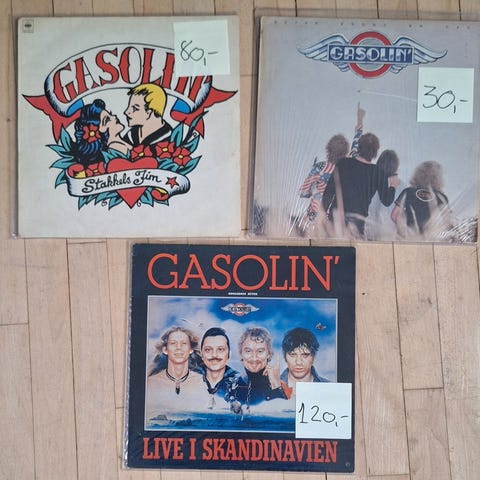 GASOLIN'
80,-
Stakkels Jim
GASOLIN'
30,-
GASOLIN'
LIVE I SKANDINAVIEN
120,-